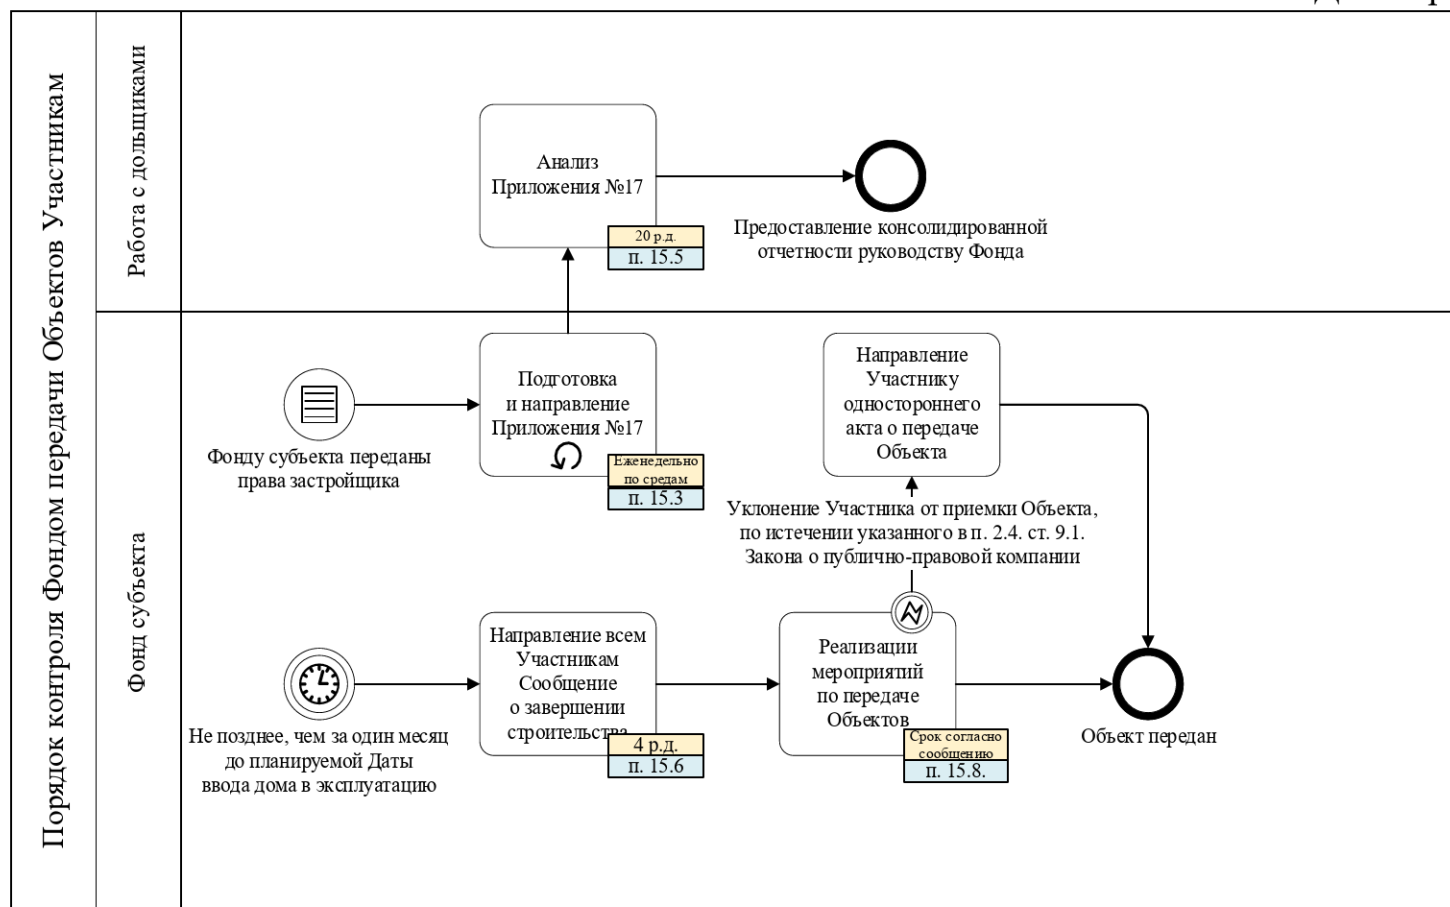 Порядок контроля Фондом передачи Объектов Участникам
Работа с дольщиками
Анализ
Приложения №17
20 р.д.
п. 15.5
Предоставление консолидированной
отчетности руководству Фонда
Фонд субъекта
Фонду субъекта переданы
права застройщика
Подготовка
и направление
Приложения №17
Еженедельно
по средам
п. 15.3
Направление
Участнику
одностороннего
акта о передаче
Объекта
Уклонение Участника от приемки Объекта,
по истечении указанного в п. 2.4. ст. 9.1.
Закона о публично-правовой компании
Не позднее, чем за один месяц
до планируемой Даты
ввода дома в эксплуатацию
Направление всем
Участникам
Сообщение
о завершении
строительства
4 р.д.
п. 15.6
Реализации
мероприятий
по передаче
Объектов
Срок согласно
сообщению
п. 15.8.
Объект передан